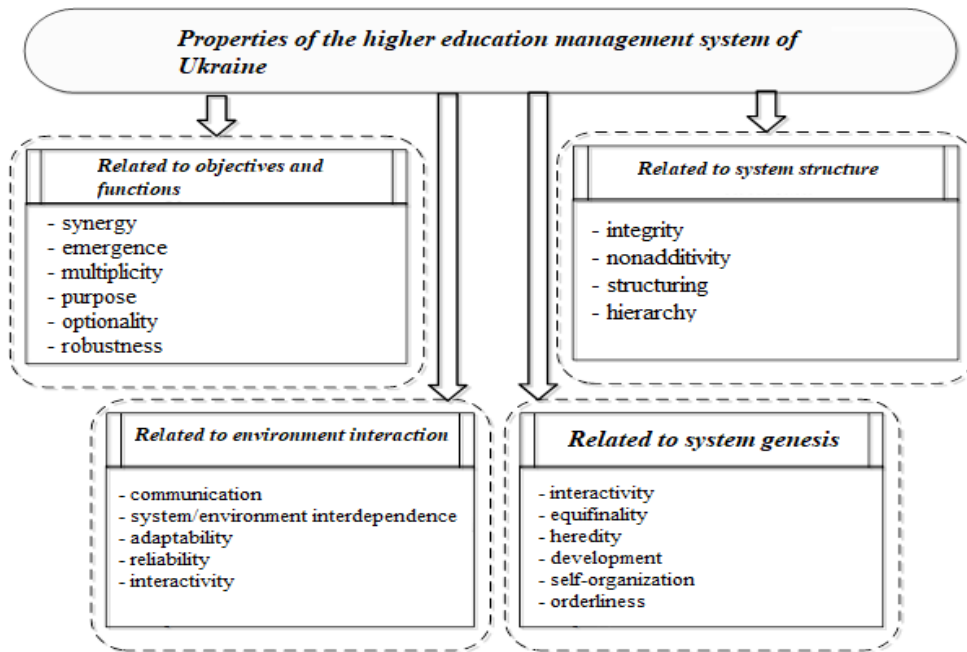 Properties of the higher education management system of
Ukraine
Related to objectives and
functions
- synergy
- emergence
- multiplicity
- purpose
- optionality
- robustness
Related to system structure
- integrity
- nonadditivity
- structuring
- hierarchy
Related to environment interaction
- communication
- system/environment interdependence
- adaptability
- reliability
- interactivity
Related to system genesis
- interactivity
- equifinality
- heredity
- development
- self-organization
- orderliness